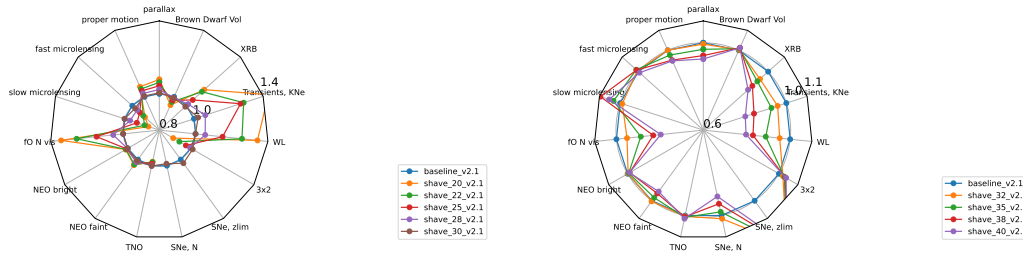 parallax
Brown Dwarf Vol
XRB
Transients, KNe
WL
3x2
SNe, zlim
SNe, N
TNO
NEO faint
NEO bright
fO N vis
slow microlensing
fast microlensing
proper motion
0.8
1.0
1.4
baseline_v2.1
shave_20_v2.1
shave_22_v2.1
shave_25_v2.1
shave_28_v2.1
shave_30_v2.1
parallax
Brown Dwarf Vol
XRB
Transients, KNe
WL
3x2
SNe, zlim
SNe, N
TNO
NEO faint
NEO bright
fO N vis
slow microlensing
fast microlensing
proper motion
0.6
1.0
1.1
baseline_v2.1
shave_32_v2.
shave_35_v2.
shave_38_v2.
shave_40_v2.